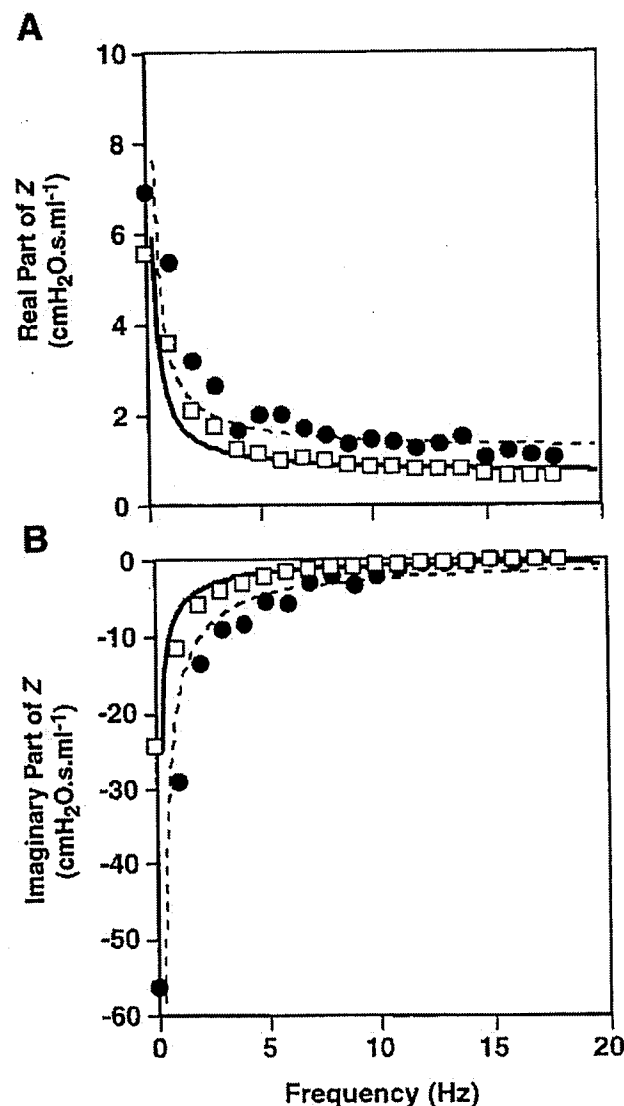 A
10
8
6
4
2
0
Real Part of Z
(cmH₂O.s.ml⁻¹)
B
0
-10
-20
-30
-40
-50
-60
Imaginary Part of Z
(cmH₂O.s.ml⁻¹)
0 5 10 15 20
Frequency (Hz)